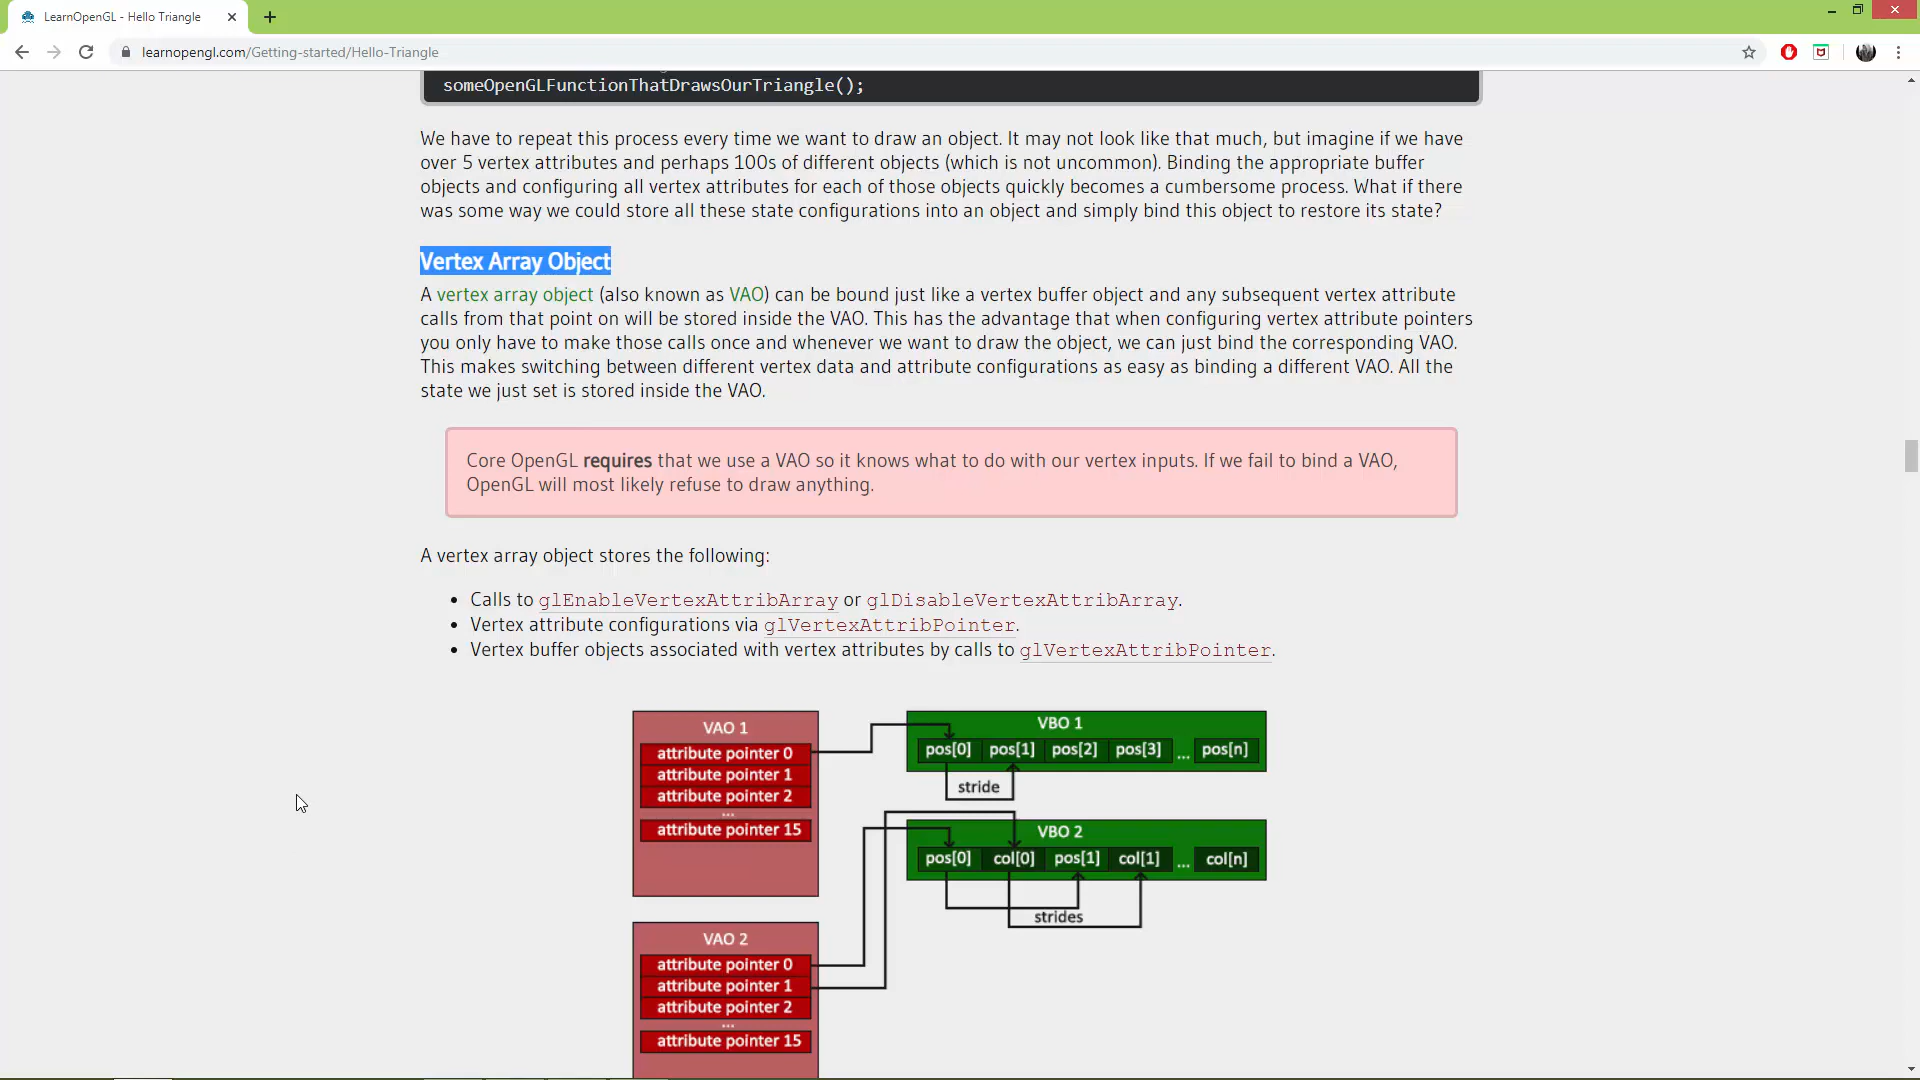 LearnOpenGL - Hello Triangle
learnopengl.com/Getting-started/Hello-Triangle
someOpenGLFunctionThatDrawsOurTriangle();
We have to repeat this process every time we want to draw an object. It may not look like that much, but imagine if we have
over 5 vertex attributes and perhaps 100s of different objects (which is not uncommon). Binding the appropriate buffer
objects and configuring all vertex attributes for each of those objects quickly becomes a cumbersome process. What if there
was some way we could store all these state configurations into an object and simply bind this object to restore its state?
Vertex Array Object
A vertex array object (also known as VAO) can be bound just like a vertex buffer object and any subsequent vertex attribute
calls from that point on will be stored inside the VAO. This has the advantage that when configuring vertex attribute pointers
you only have to make those calls once and whenever we want to draw the object, we can just bind the corresponding VAO.
This makes switching between different vertex data and attribute configurations as easy as binding a different VAO. All the
state we just set is stored inside the VAO.
Core OpenGL requires that we use a VAO so it knows what to do with our vertex inputs. If we fail to bind a VAO,
OpenGL will most likely refuse to draw anything.
A vertex array object stores the following:
• Calls to glEnableVertexAttribArray or glDisableVertexAttribArray.
• Vertex attribute configurations via glVertexAttribPointer.
• Vertex buffer objects associated with vertex attributes by calls to glVertexAttribPointer.
VAO 1
attribute pointer 0
attribute pointer 1
attribute pointer 2
...
attribute pointer 15
VBO 1
pos[0] pos[1] pos[2] pos[3] ... pos[n]
stride
VBO 2
pos[0] col[0] pos[1] col[1] ... col[n]
strides
VAO 2
attribute pointer 0
attribute pointer 1
attribute pointer 2
...
attribute pointer 15